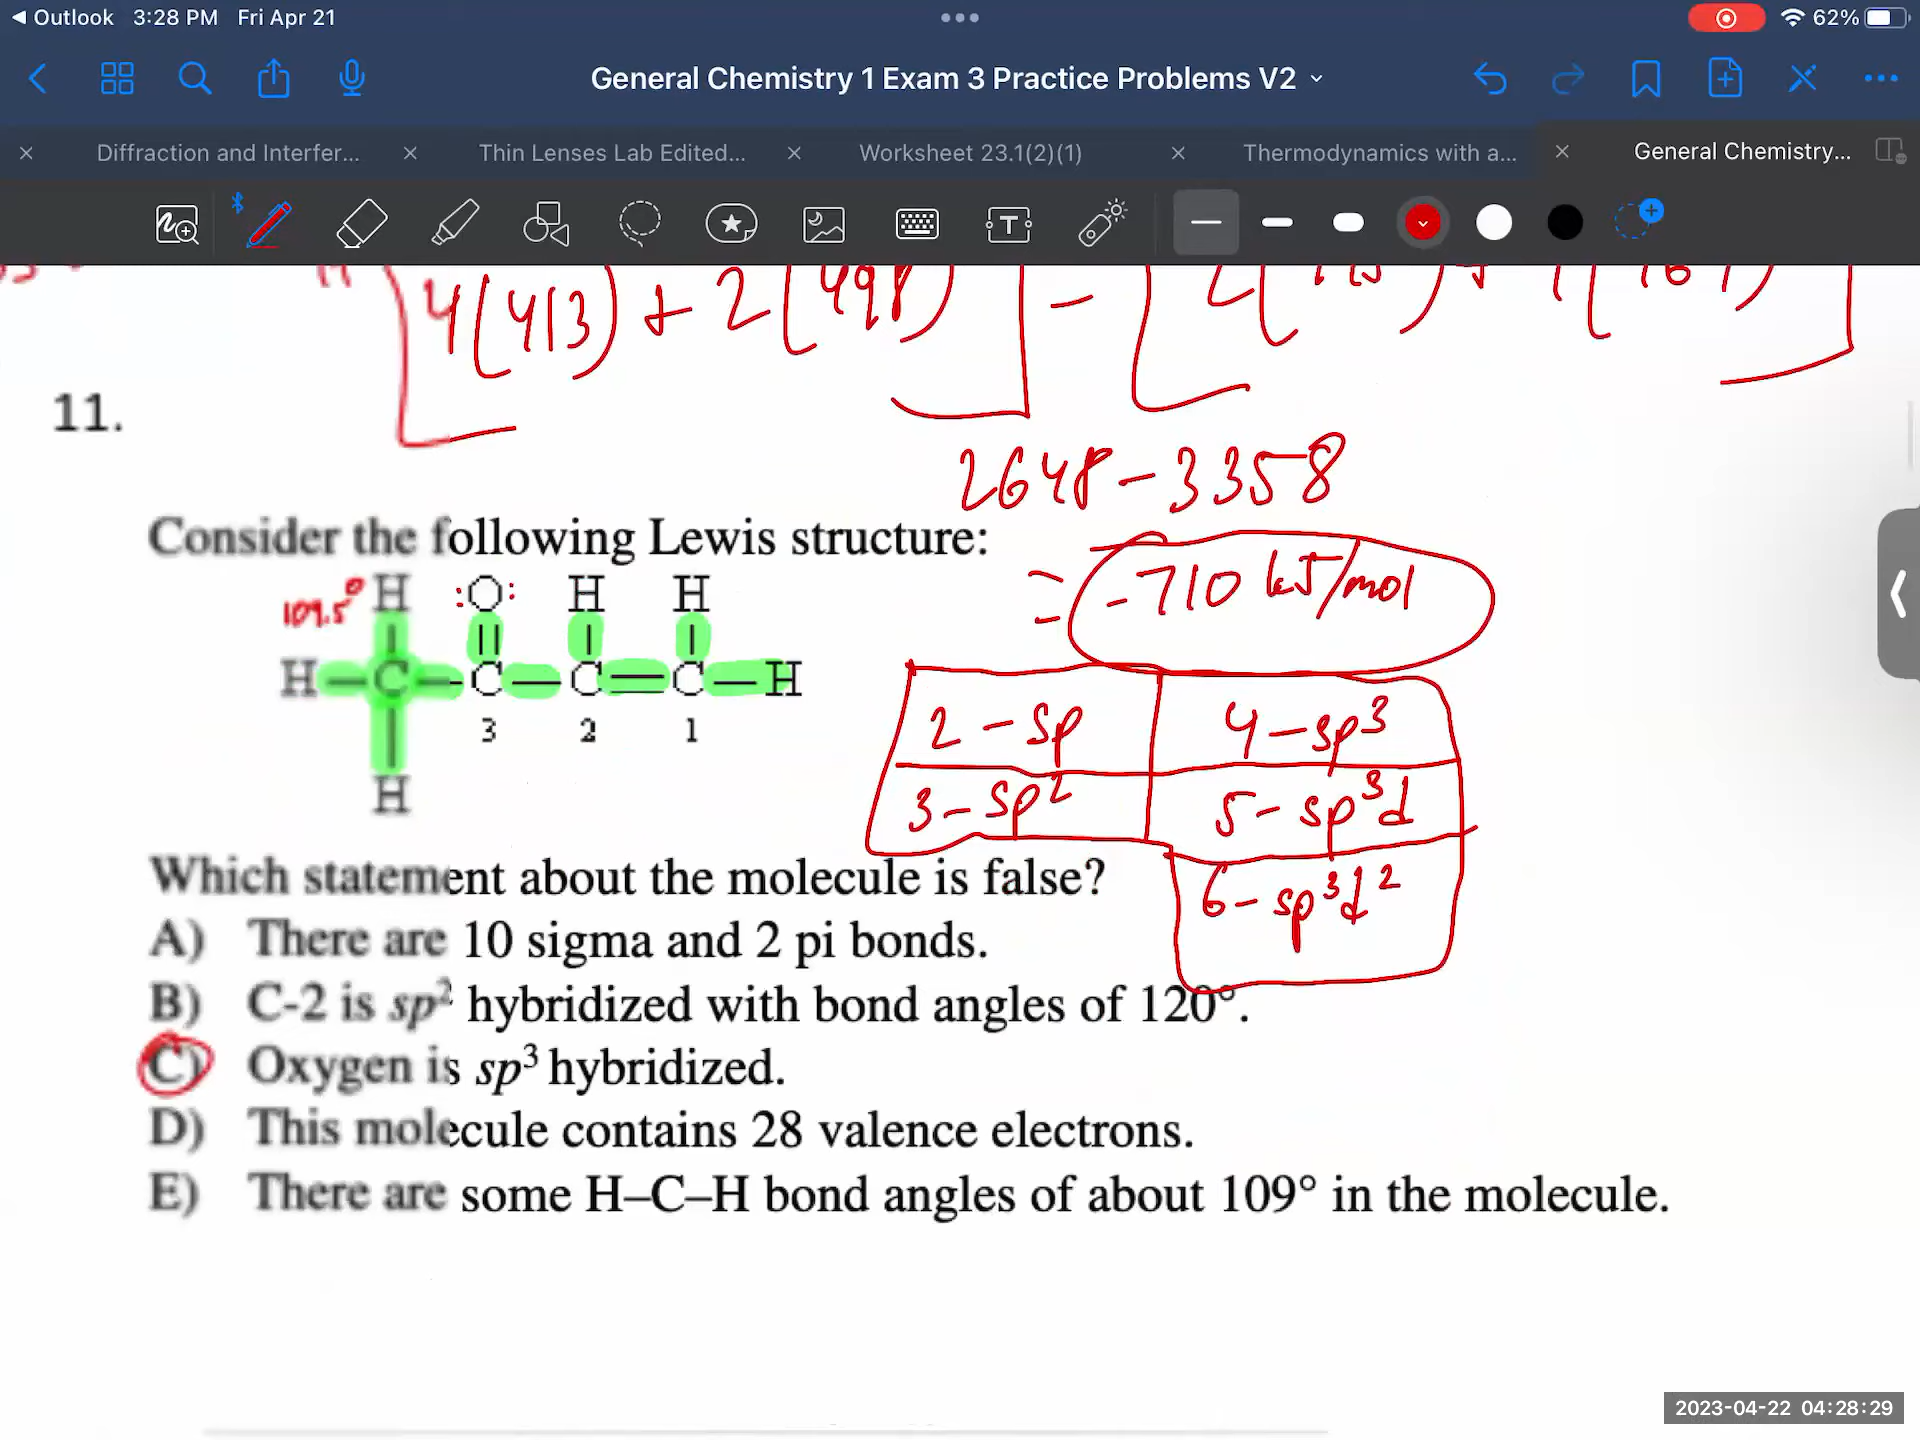 Outlook 3:28 PM Fri Apr 21
62%
General Chemistry 1 Exam 3 Practice Problems V2
Diffraction and Interfer...
Thin Lenses Lab Edited...
Worksheet 23.1(2)(1)
Thermodynamics with a...
General Chemistry...
4(413) + 2(498) -
11.
2648-3358
Consider the following Lewis structure:
= -710 kJ/mol
109.5° H :O: H H
H C C C C H
3 2 1
H
2 - sp 4 - sp3
3 - sp2 5 - sp3d
6 - sp3d2
Which statement about the molecule is false?
A) There are 10 sigma and 2 pi bonds.
B) C-2 is sp2 hybridized with bond angles of 120°.
C) Oxygen is sp3 hybridized.
D) This molecule contains 28 valence electrons.
E) There are some H–C–H bond angles of about 109° in the molecule.
2023-04-22 04:28:29